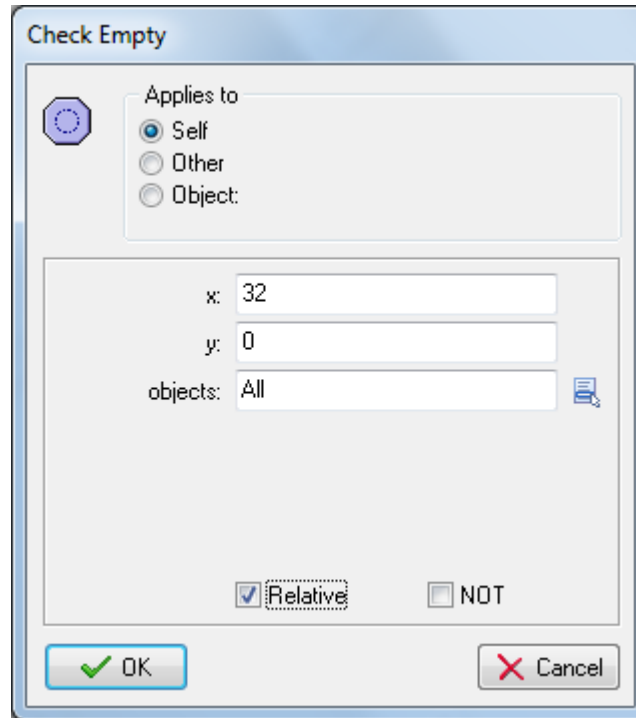 Check Empty
Applies to
Self
Other
Object:
x: 32
y: 0
objects: All
Relative NOT
OK Cancel